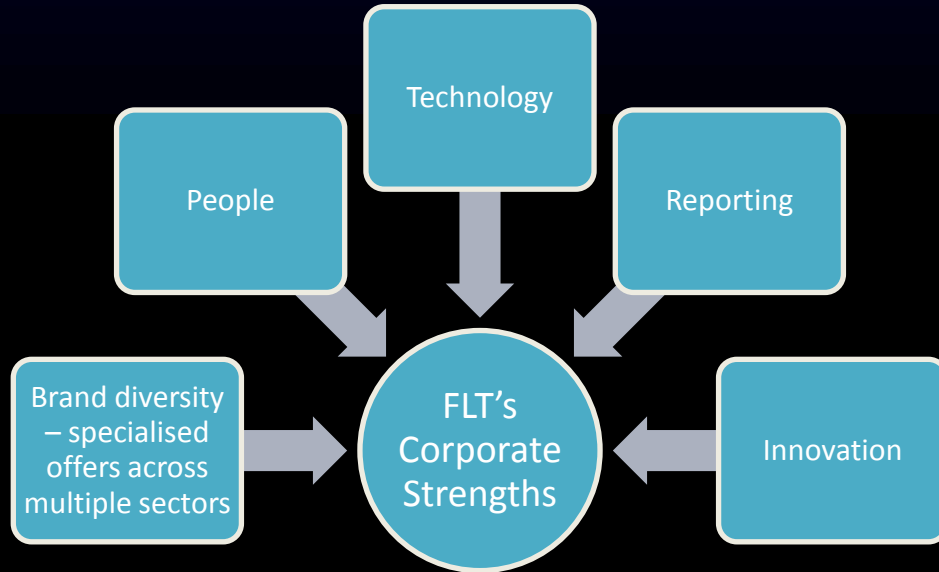 Technology
People
Reporting
Brand diversity
– specialised
offers across
multiple sectors
FLT’s
Corporate
Strengths
Innovation